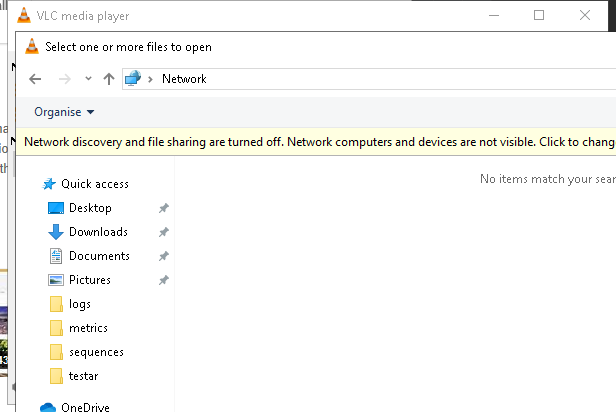 VLC media player
Select one or more files to open
Network
Organise
Network discovery and file sharing are turned off. Network computers and devices are not visible. Click to chang
No items match your sear
Quick access
Desktop
Downloads
Documents
Pictures
logs
metrics
sequences
testar
OneDrive